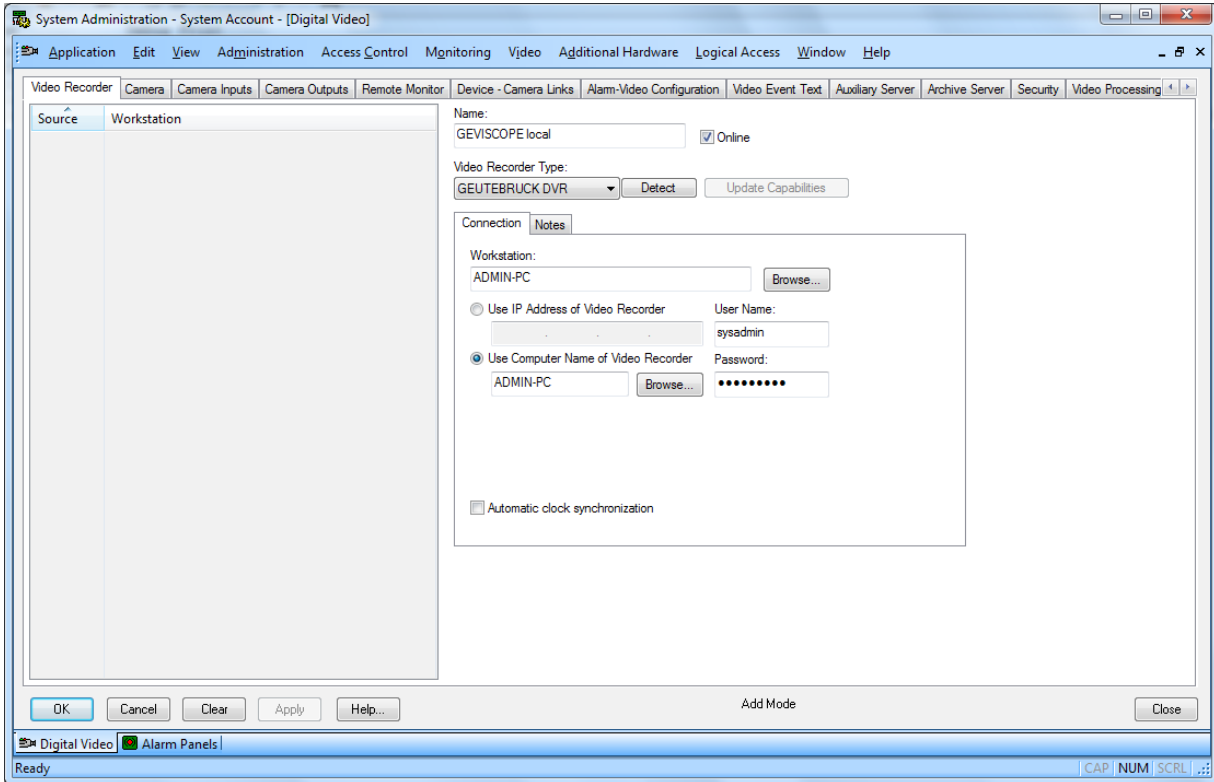 System Administration - System Account - [Digital Video]
Application Edit View Administration Access Control Monitoring Video Additional Hardware Logical Access Window Help
Video Recorder Camera Camera Inputs Camera Outputs Remote Monitor Device - Camera Links Alarm-Video Configuration Video Event Text Auxiliary Server Archive Server Security Video Processing
Source Workstation
Name:
GEVISCOPE local
Online
Video Recorder Type:
GEUTEBRUCK DVR Detect Update Capabilities
Connection Notes
Workstation:
ADMIN-PC Browse...
Use IP Address of Video Recorder User Name:
. . . sysadmin
Use Computer Name of Video Recorder Password:
ADMIN-PC Browse... •••••••••
Automatic clock synchronization
OK Cancel Clear Apply Help... Add Mode Close
Digital Video Alarm Panels
Ready CAP NUM SCRL